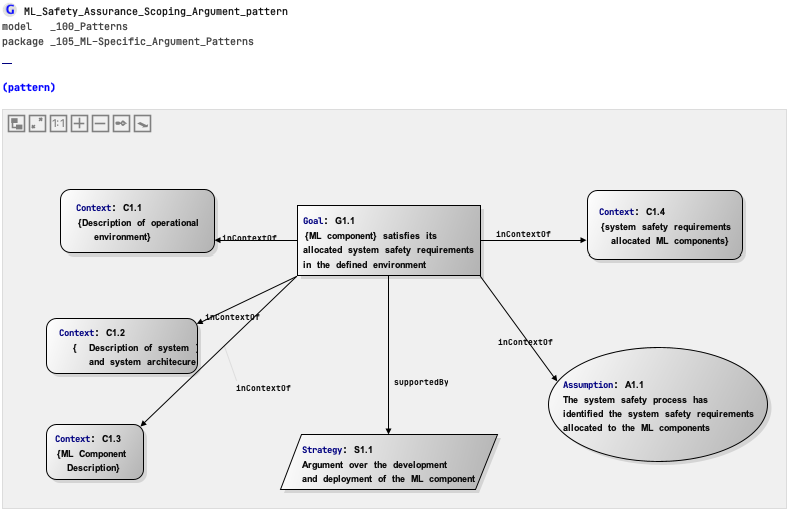 G ML_Safety_Assurance_Scoping_Argument_pattern
model _100_Patterns
package _105_ML-Specific_Argument_Patterns
(pattern)
1:1
Context: C1.1
{Description of operational
environment}
inContextOf
Goal: G1.1
{ML component} satisfies its
allocated system safety requirements
in the defined environment
inContextOf
Context: C1.4
{system safety requirements
allocated ML components}
Context: C1.2
{ Description of system
and system architecure
inContextOf
inContextOf
supportedBy
inContextOf
Assumption: A1.1
The system safety process has
identified the system safety requirements
allocated to the ML components
Context: C1.3
{ML Component
Description}
Strategy: S1.1
Argument over the development
and deployment of the ML component